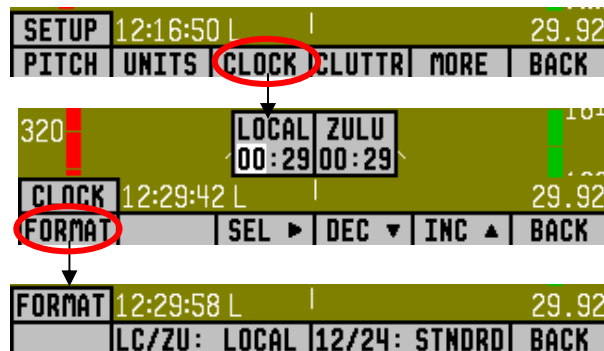 SETUP 12:16:50 L 29.92
PITCH UNITS CLOCK CLUTTR MORE BACK
320 LOCAL ZULU
00:29 00:29
CLOCK 12:29:42 L 29.92
FORMAT SEL ► DEC ▼ INC ▲ BACK
FORMAT 12:29:58 L 29.92
LC/ZU: LOCAL 12/24: STNDRD BACK